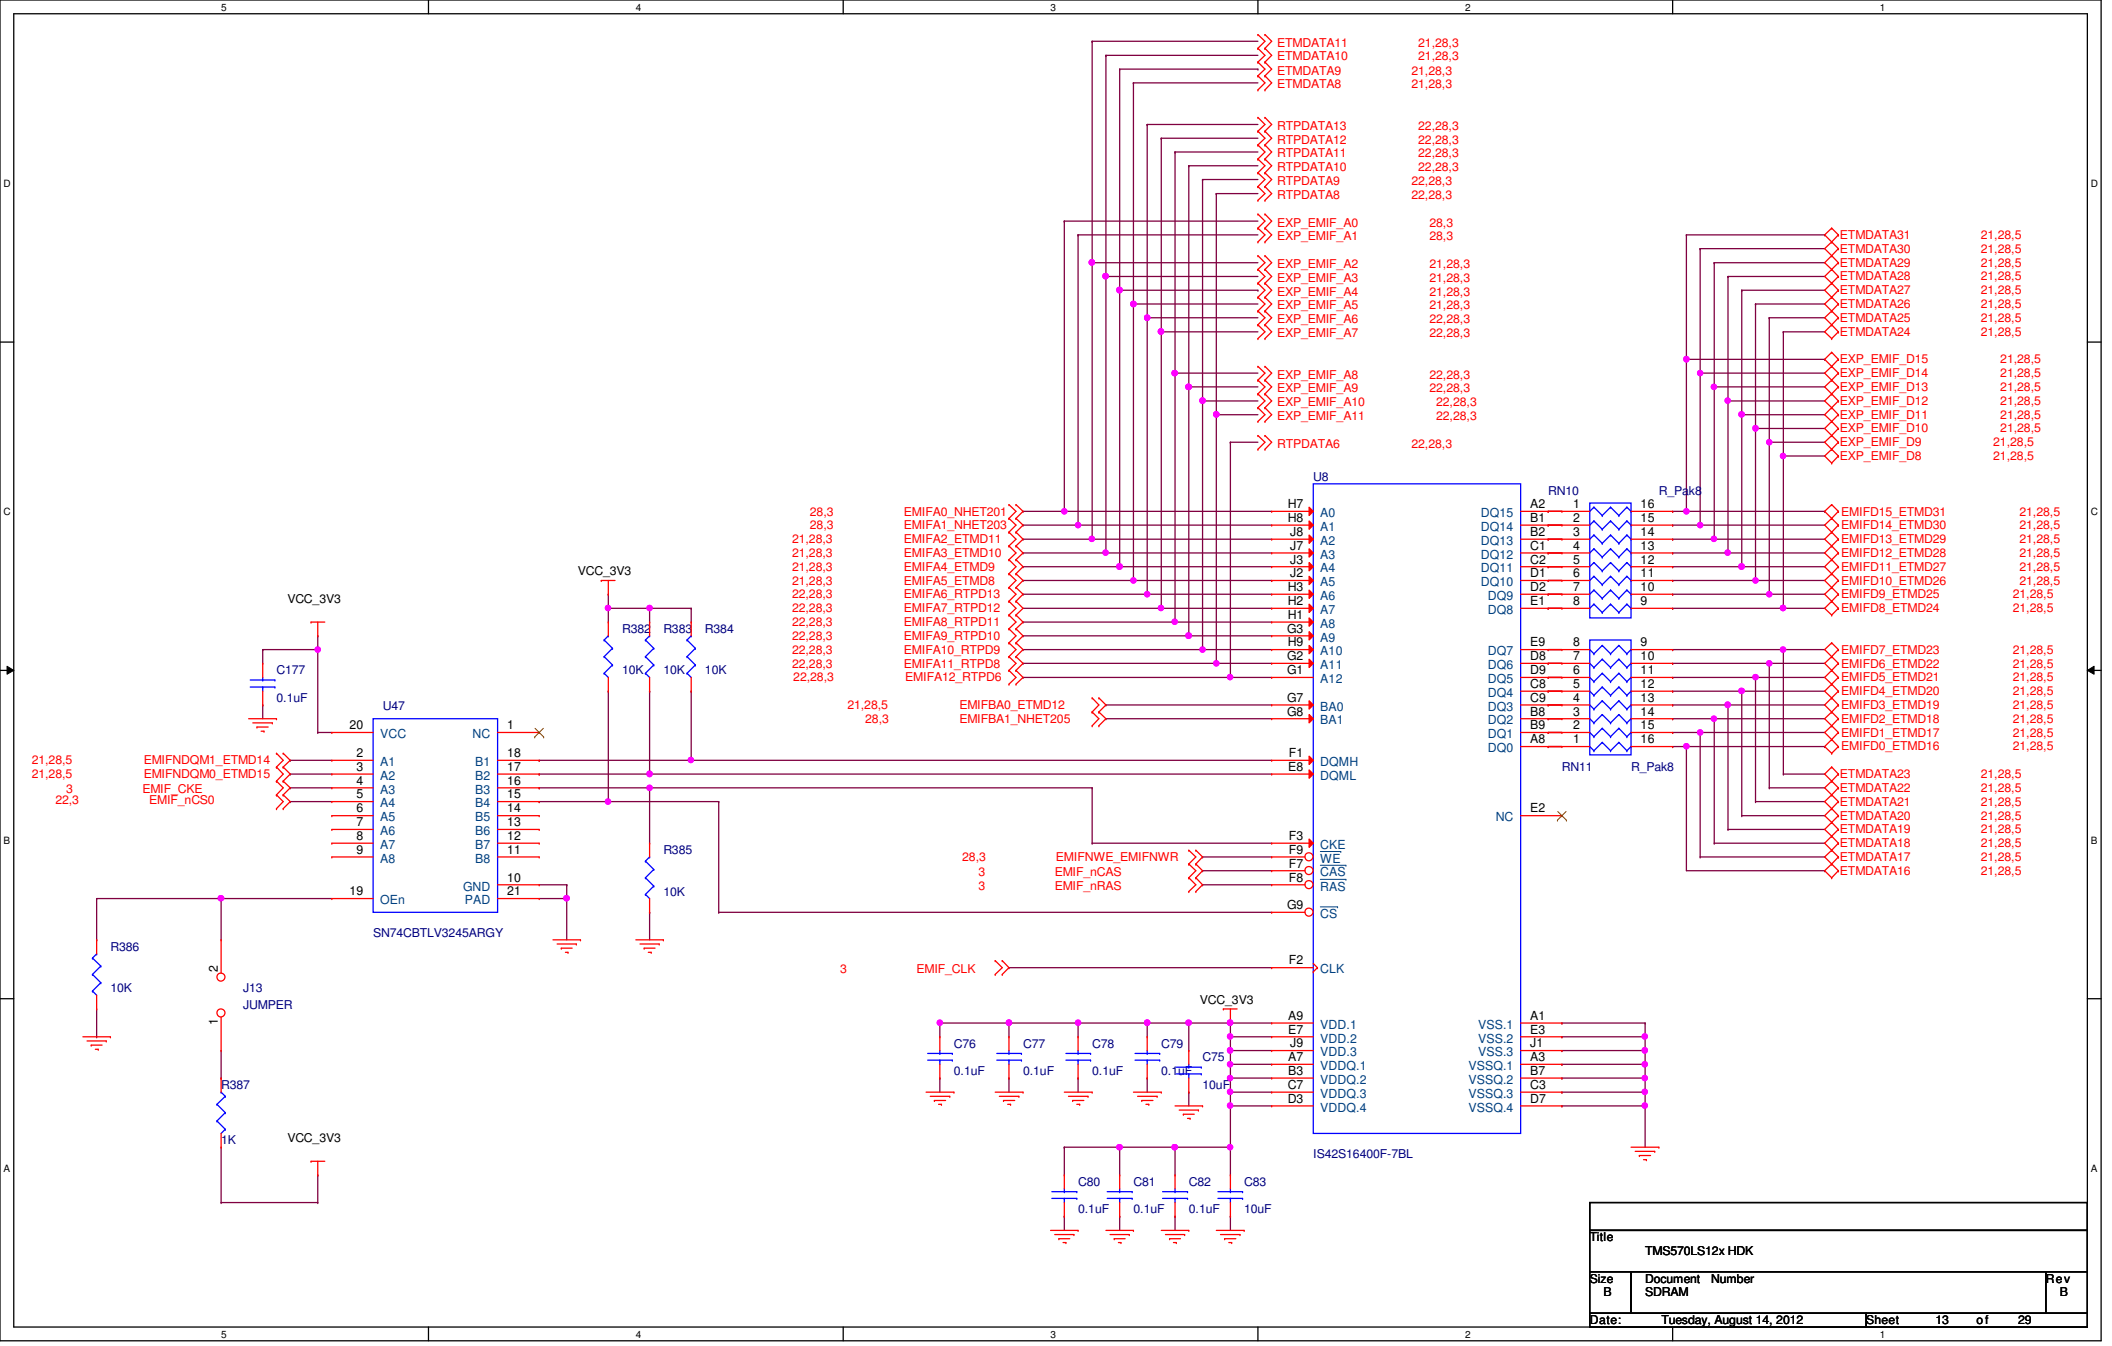 5 4 3 2 1
ETMDATA11 21,28,3
ETMDATA10 21,28,3
ETMDATA9 21,28,3
ETMDATA8 21,28,3
RTPDATA13 22,28,3
RTPDATA12 22,28,3
RTPDATA11 22,28,3
RTPDATA10 22,28,3
RTPDATA9 22,28,3
RTPDATA8 22,28,3
D D
EXP_EMIF_A0 28,3
EXP_EMIF_A1 28,3
EXP_EMIF_A2 21,28,3
EXP_EMIF_A3 21,28,3
EXP_EMIF_A4 21,28,3
EXP_EMIF_A5 21,28,3
EXP_EMIF_A6 22,28,3
EXP_EMIF_A7 22,28,3
EXP_EMIF_A8 22,28,3
EXP_EMIF_A9 22,28,3
EXP_EMIF_A10 22,28,3
EXP_EMIF_A11 22,28,3
RTPDATA6 22,28,3
ETMDATA31 21,28,5
ETMDATA30 21,28,5
ETMDATA29 21,28,5
ETMDATA28 21,28,5
ETMDATA27 21,28,5
ETMDATA26 21,28,5
ETMDATA25 21,28,5
ETMDATA24 21,28,5
EXP_EMIF_D15 21,28,5
EXP_EMIF_D14 21,28,5
EXP_EMIF_D13 21,28,5
EXP_EMIF_D12 21,28,5
EXP_EMIF_D11 21,28,5
EXP_EMIF_D10 21,28,5
EXP_EMIF_D9 21,28,5
EXP_EMIF_D8 21,28,5
C C
U8
RN10 R_Pak8
28,3 EMIFA0_NHET201 H7 A0
28,3 EMIFA1_NHET203 H8 A1
21,28,3 EMIFA2_ETMD11 J8 A2
21,28,3 EMIFA3_ETMD10 J7 A3
21,28,3 EMIFA4_ETMD9 J3 A4
21,28,3 EMIFA5_ETMD8 J2 A5
22,28,3 EMIFA6_RTPD13 H3 A6
22,28,3 EMIFA7_RTPD12 H2 A7
22,28,3 EMIFA8_RTPD11 H1 A8
22,28,3 EMIFA9_RTPD10 G3 A9
22,28,3 EMIFA10_RTPD9 H9 A10
22,28,3 EMIFA11_RTPD8 G2 A11
22,28,3 EMIFA12_RTPD6 G1 A12
21,28,5 EMIFBA0_ETMD12 G7 BA0
28,3 EMIFBA1_NHET205 G8 BA1
F1 DQMH
E8 DQML
F3 CKE
28,3 EMIFNWE_EMIFNWR F9 WE
3 EMIF_nCAS F7 CAS
3 EMIF_nRAS F8 RAS
G9 CS
3 EMIF_CLK F2 CLK
DQ15 A2 1 16 EMIFD15_ETMD31 21,28,5
DQ14 B1 2 15 EMIFD14_ETMD30 21,28,5
DQ13 B2 3 14 EMIFD13_ETMD29 21,28,5
DQ12 C1 4 13 EMIFD12_ETMD28 21,28,5
DQ11 C2 5 12 EMIFD11_ETMD27 21,28,5
DQ10 D1 6 11 EMIFD10_ETMD26 21,28,5
DQ9 D2 7 10 EMIFD9_ETMD25 21,28,5
DQ8 E1 8 9 EMIFD8_ETMD24 21,28,5
DQ7 E9 8 9 EMIFD7_ETMD23 21,28,5
DQ6 D8 7 10 EMIFD6_ETMD22 21,28,5
DQ5 D9 6 11 EMIFD5_ETMD21 21,28,5
DQ4 C8 5 12 EMIFD4_ETMD20 21,28,5
DQ3 C9 4 13 EMIFD3_ETMD19 21,28,5
DQ2 B8 3 14 EMIFD2_ETMD18 21,28,5
DQ1 B9 2 15 EMIFD1_ETMD17 21,28,5
DQ0 A8 1 16 EMIFD0_ETMD16 21,28,5
RN11 R_Pak8
NC E2
ETMDATA23 21,28,5
ETMDATA22 21,28,5
ETMDATA21 21,28,5
ETMDATA20 21,28,5
ETMDATA19 21,28,5
ETMDATA18 21,28,5
ETMDATA17 21,28,5
ETMDATA16 21,28,5
VCC_3V3
R382 R383 R384
10K 10K 10K
VCC_3V3
C177
0.1uF
U47
20 VCC NC 1
21,28,5 EMIFNDQM1_ETMD14 2 A1 B1 18
21,28,5 EMIFNDQM0_ETMD15 3 A2 B2 17
3 EMIF_CKE 4 A3 B3 16
22,3 EMIF_nCS0 5 A4 B4 15
6 A5 B5 14
7 A6 B6 13
8 A7 B7 12
9 A8 B8 11
GND 10
19 OEn PAD 21
SN74CBTLV3245ARGY
B B
R385
10K
R386
10K
2
J13
JUMPER
1
R387
1K
VCC_3V3
VCC_3V3
C76 C77 C78 C79 C75
0.1uF 0.1uF 0.1uF 0.1uF 10uF
A9 VDD.1 VSS.1 A1
E7 VDD.2 VSS.2 E3
J9 VDD.3 VSS.3 J1
A7 VDDQ.1 VSSQ.1 A3
B3 VDDQ.2 VSSQ.2 B7
C7 VDDQ.3 VSSQ.3 C3
D3 VDDQ.4 VSSQ.4 D7
IS42S16400F-7BL
A A
C80 C81 C82 C83
0.1uF 0.1uF 0.1uF 10uF
Title
TMS570LS12x HDK
Size Document Number Rev
B SDRAM B
Date: Tuesday, August 14, 2012 Sheet 13 of 29
5 4 3 2 1